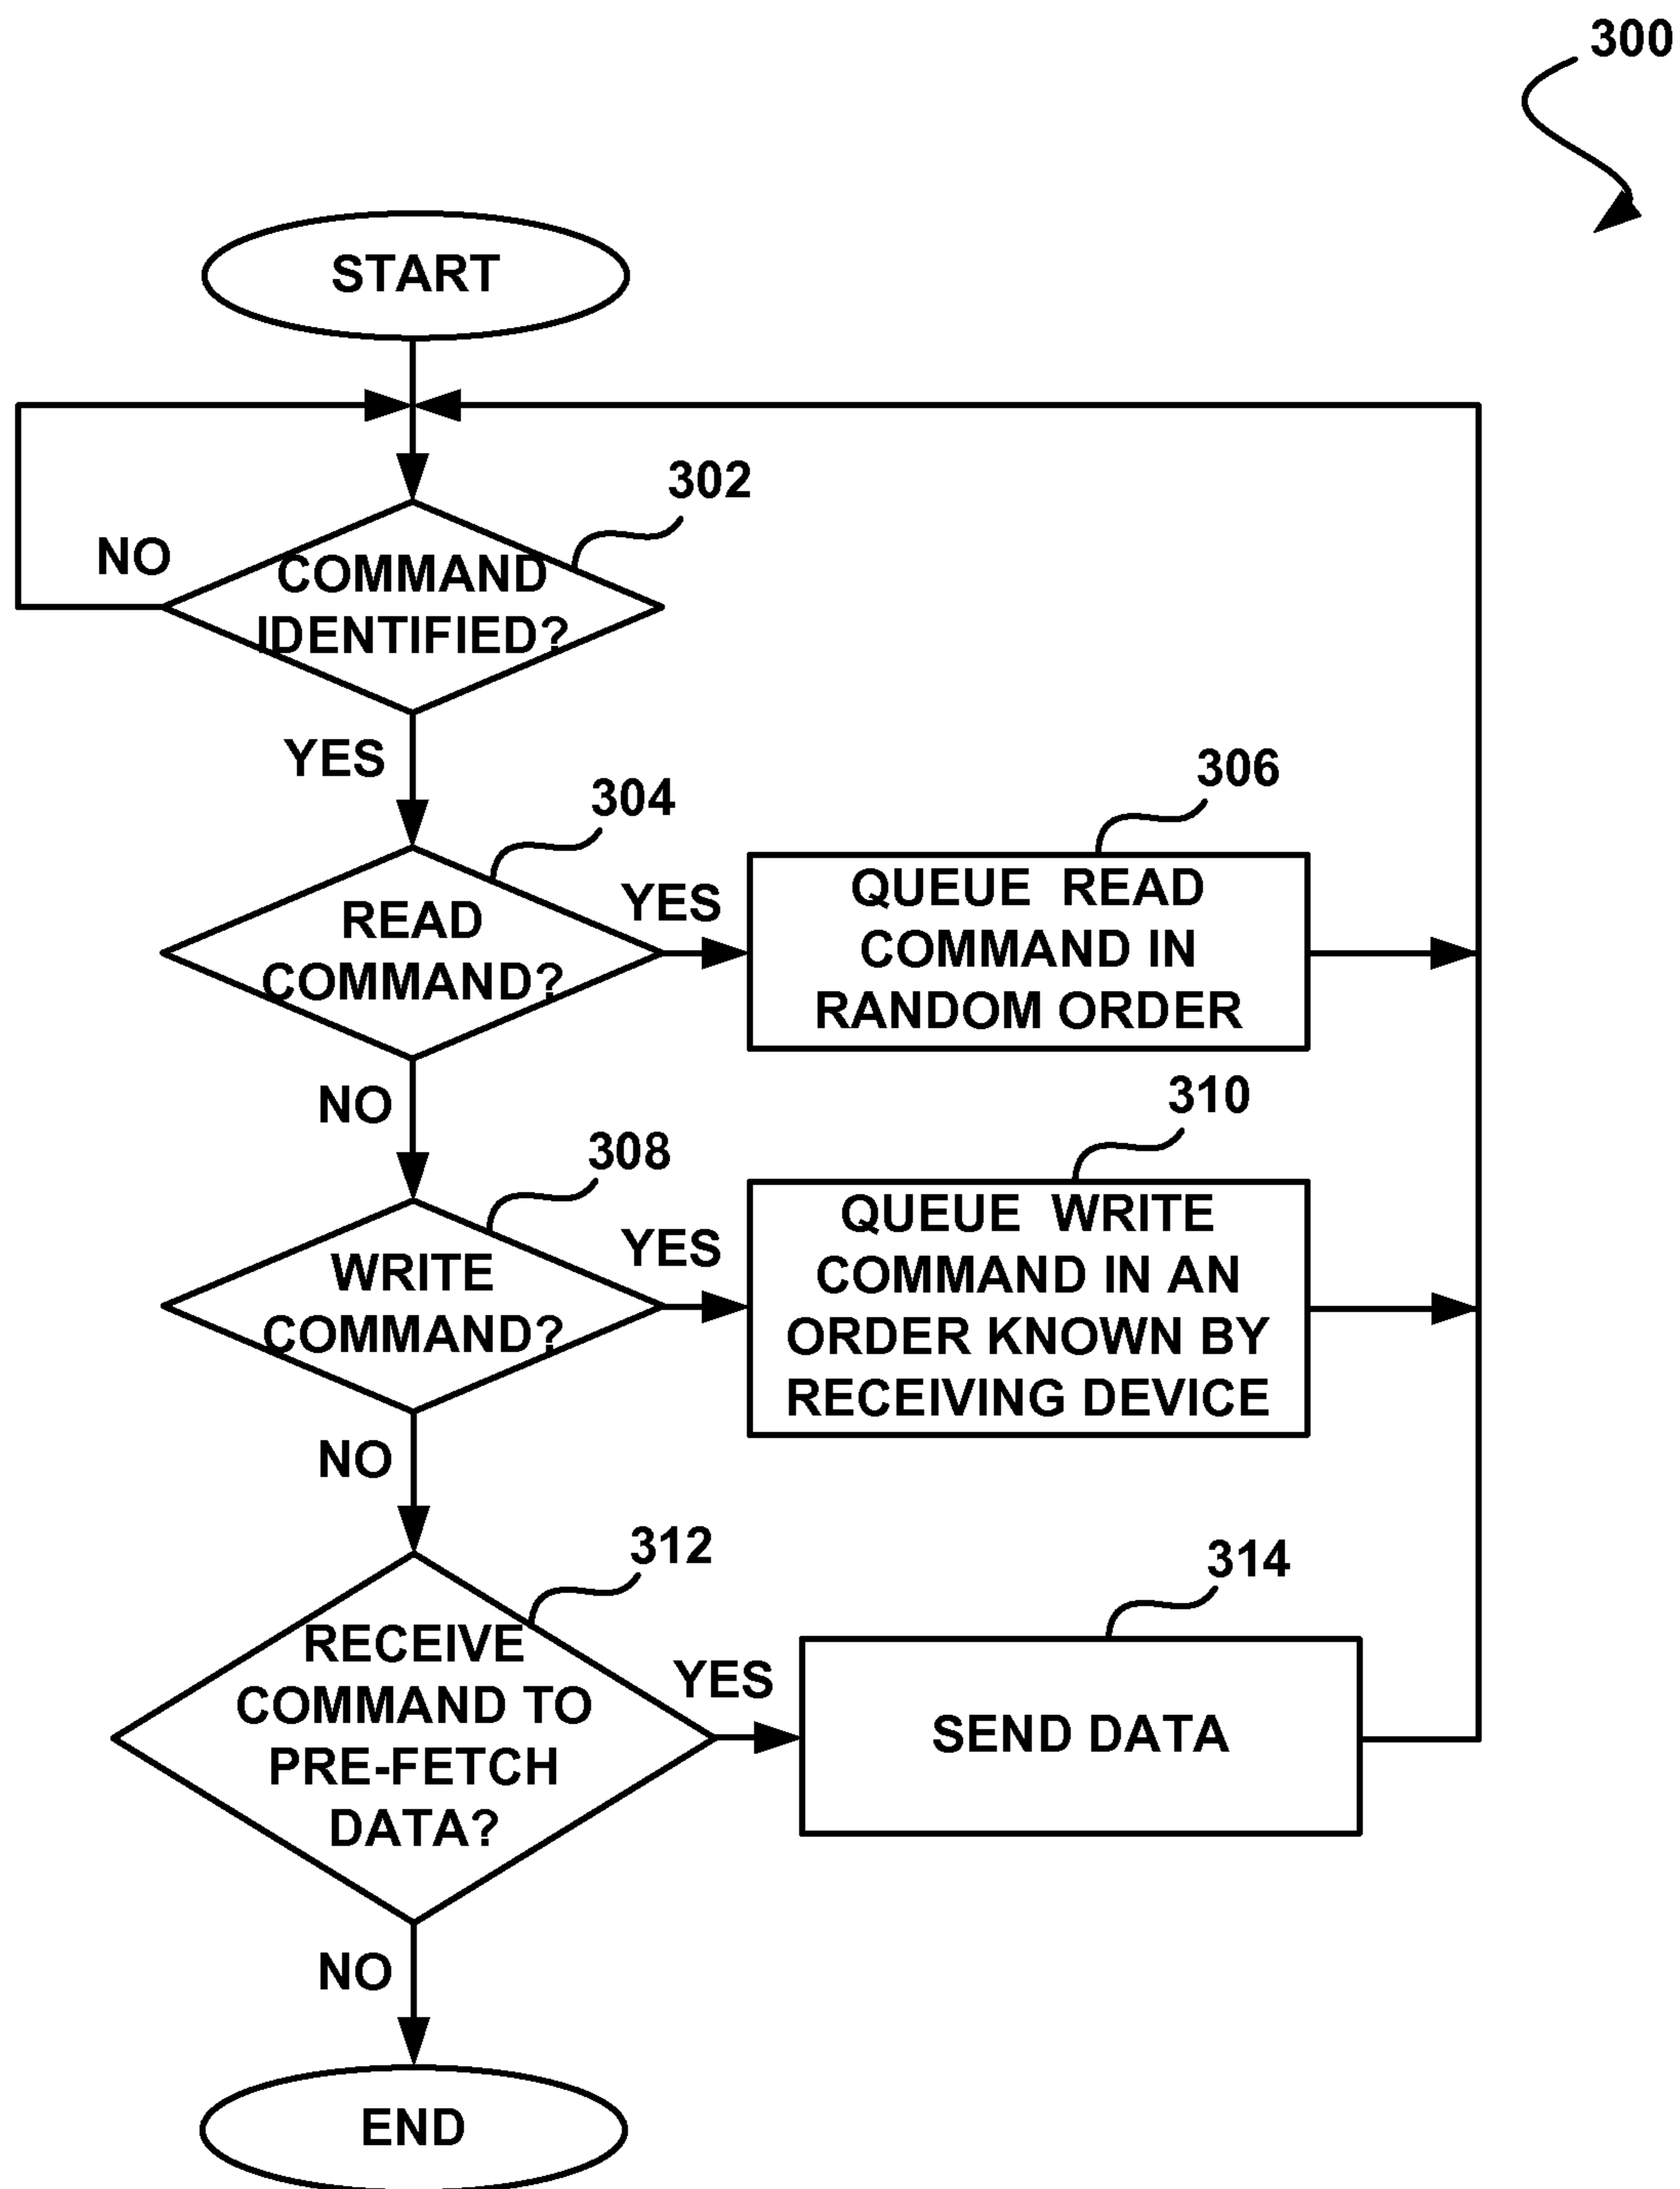 300
START
302
NO
COMMAND
IDENTIFIED?
YES
304
306
READ
COMMAND?
YES
QUEUE READ
COMMAND IN
RANDOM ORDER
NO
308
310
WRITE
COMMAND?
YES
QUEUE WRITE
COMMAND IN AN
ORDER KNOWN BY
RECEIVING DEVICE
NO
312
314
RECEIVE
COMMAND TO
PRE-FETCH
DATA?
YES
SEND DATA
NO
END